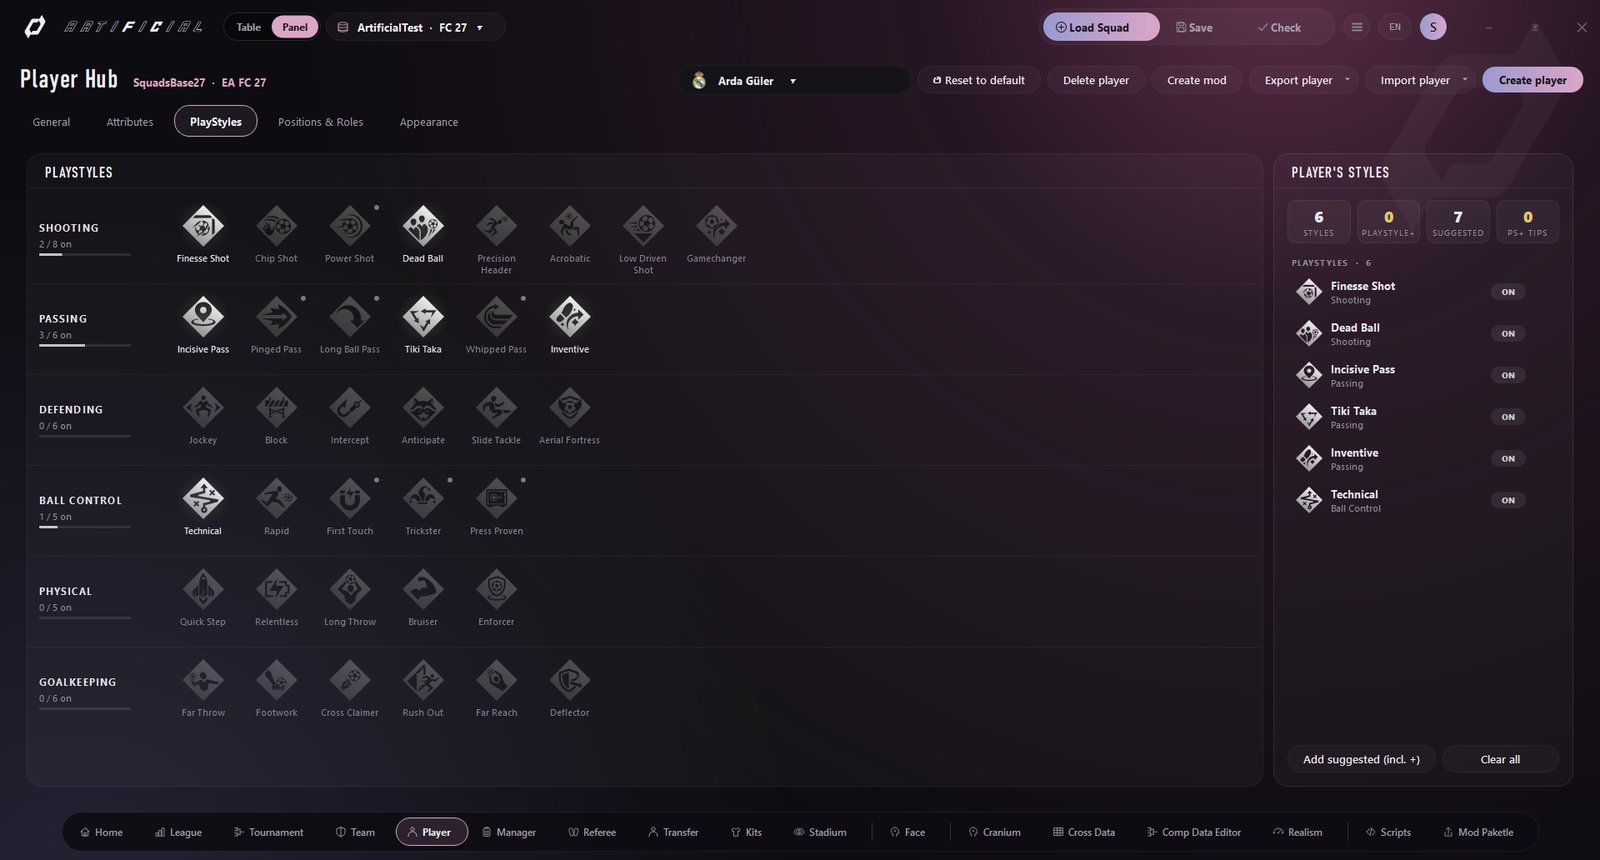 ARTIFICIAL
Table
Panel
ArtificialTest · FC 27
Load Squad
Save
Check
EN
S
Player Hub
SquadsBase27 · EA FC 27
Arda Güler
Reset to default
Delete player
Create mod
Export player
Import player
Create player
General
Attributes
PlayStyles
Positions & Roles
Appearance
PLAYSTYLES
SHOOTING
2 / 8 on
Finesse Shot
Chip Shot
Power Shot
Dead Ball
Precision
Header
Acrobatic
Low Driven
Shot
Gamechanger
PASSING
3 / 6 on
Incisive Pass
Pinged Pass
Long Ball Pass
Tiki Taka
Whipped Pass
Inventive
DEFENDING
0 / 6 on
Jockey
Block
Intercept
Anticipate
Slide Tackle
Aerial Fortress
BALL CONTROL
1 / 5 on
Technical
Rapid
First Touch
Trickster
Press Proven
PHYSICAL
0 / 5 on
Quick Step
Relentless
Long Throw
Bruiser
Enforcer
GOALKEEPING
0 / 6 on
Far Throw
Footwork
Cross Claimer
Rush Out
Far Reach
Deflector
PLAYER'S STYLES
6
STYLES
0
PLAYSTYLE+
7
SUGGESTED
0
PS+ TIPS
PLAYSTYLES · 6
Finesse Shot
Shooting
ON
Dead Ball
Shooting
ON
Incisive Pass
Passing
ON
Tiki Taka
Passing
ON
Inventive
Passing
ON
Technical
Ball Control
ON
Add suggested (incl. +)
Clear all
Home
League
Tournament
Team
Player
Manager
Referee
Transfer
Kits
Stadium
Face
Cranium
Cross Data
Comp Data Editor
Realism
Scripts
Mod Paketle